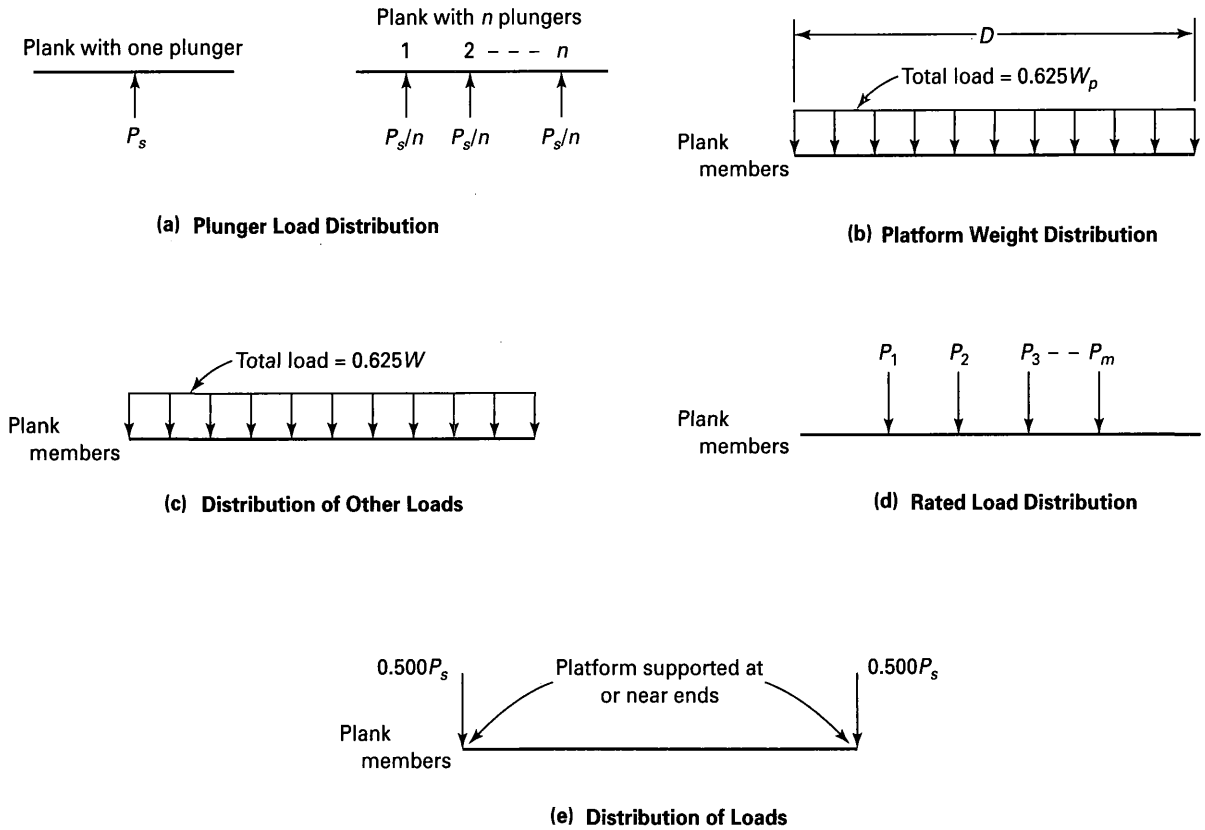 Plank with one plunger
P_s
Plank with n plungers
1 2 - - - n
P_s/n P_s/n P_s/n
(a) Plunger Load Distribution
D
Total load = 0.625W_p
Plank
members
(b) Platform Weight Distribution
Total load = 0.625W
Plank
members
(c) Distribution of Other Loads
P_1 P_2 P_3 - - P_m
Plank
members
(d) Rated Load Distribution
0.500P_s
Platform supported at
or near ends
0.500P_s
Plank
members
(e) Distribution of Loads